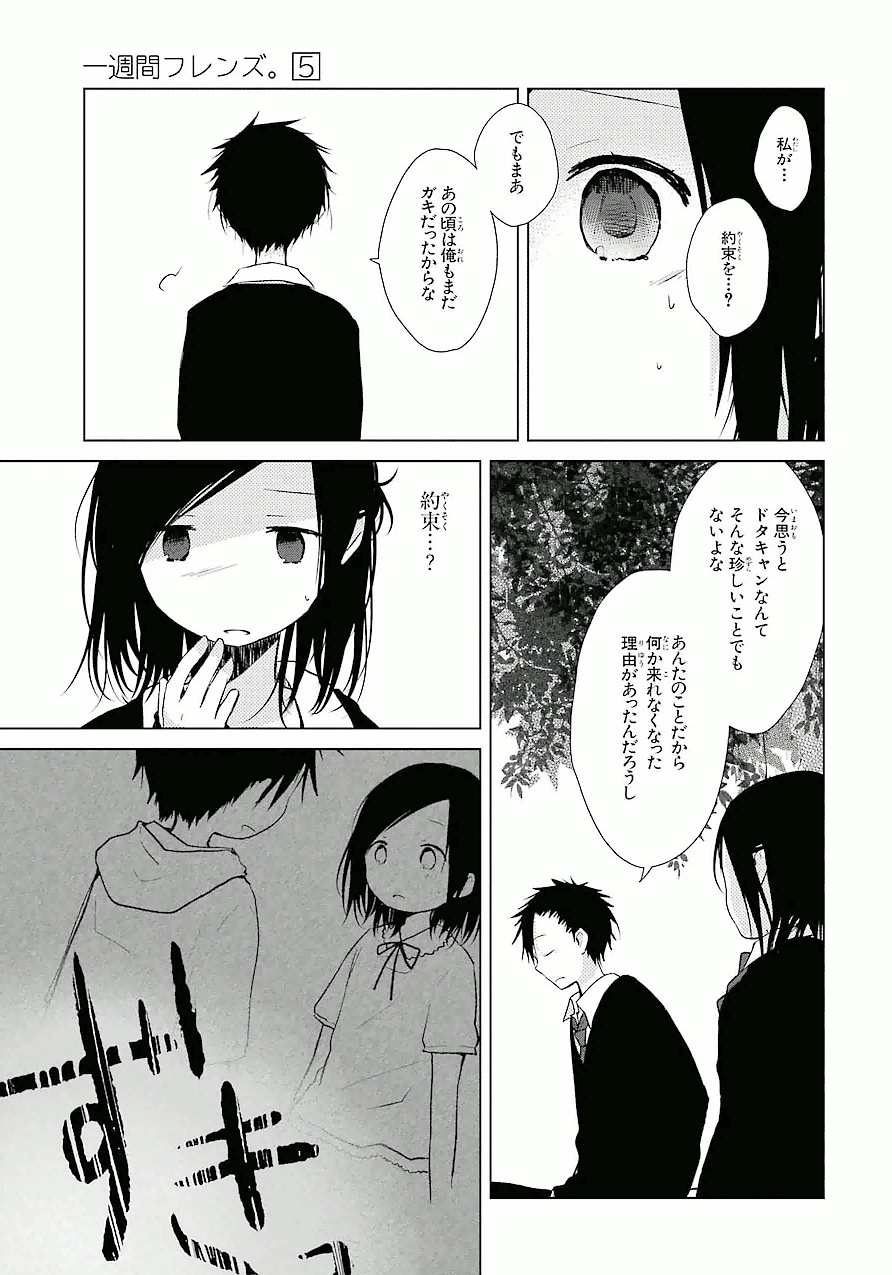 一週間フレンズ。5
私が…
約束を…?
でもまあ
あの頃は俺もまだ
ガキだったからな
今思うと
ドタキャンなんて
そんな珍しいことでも
ないよな
あんたのことだから
何か来れなくなった
理由があったんだろうし
約束…?
ずきっ